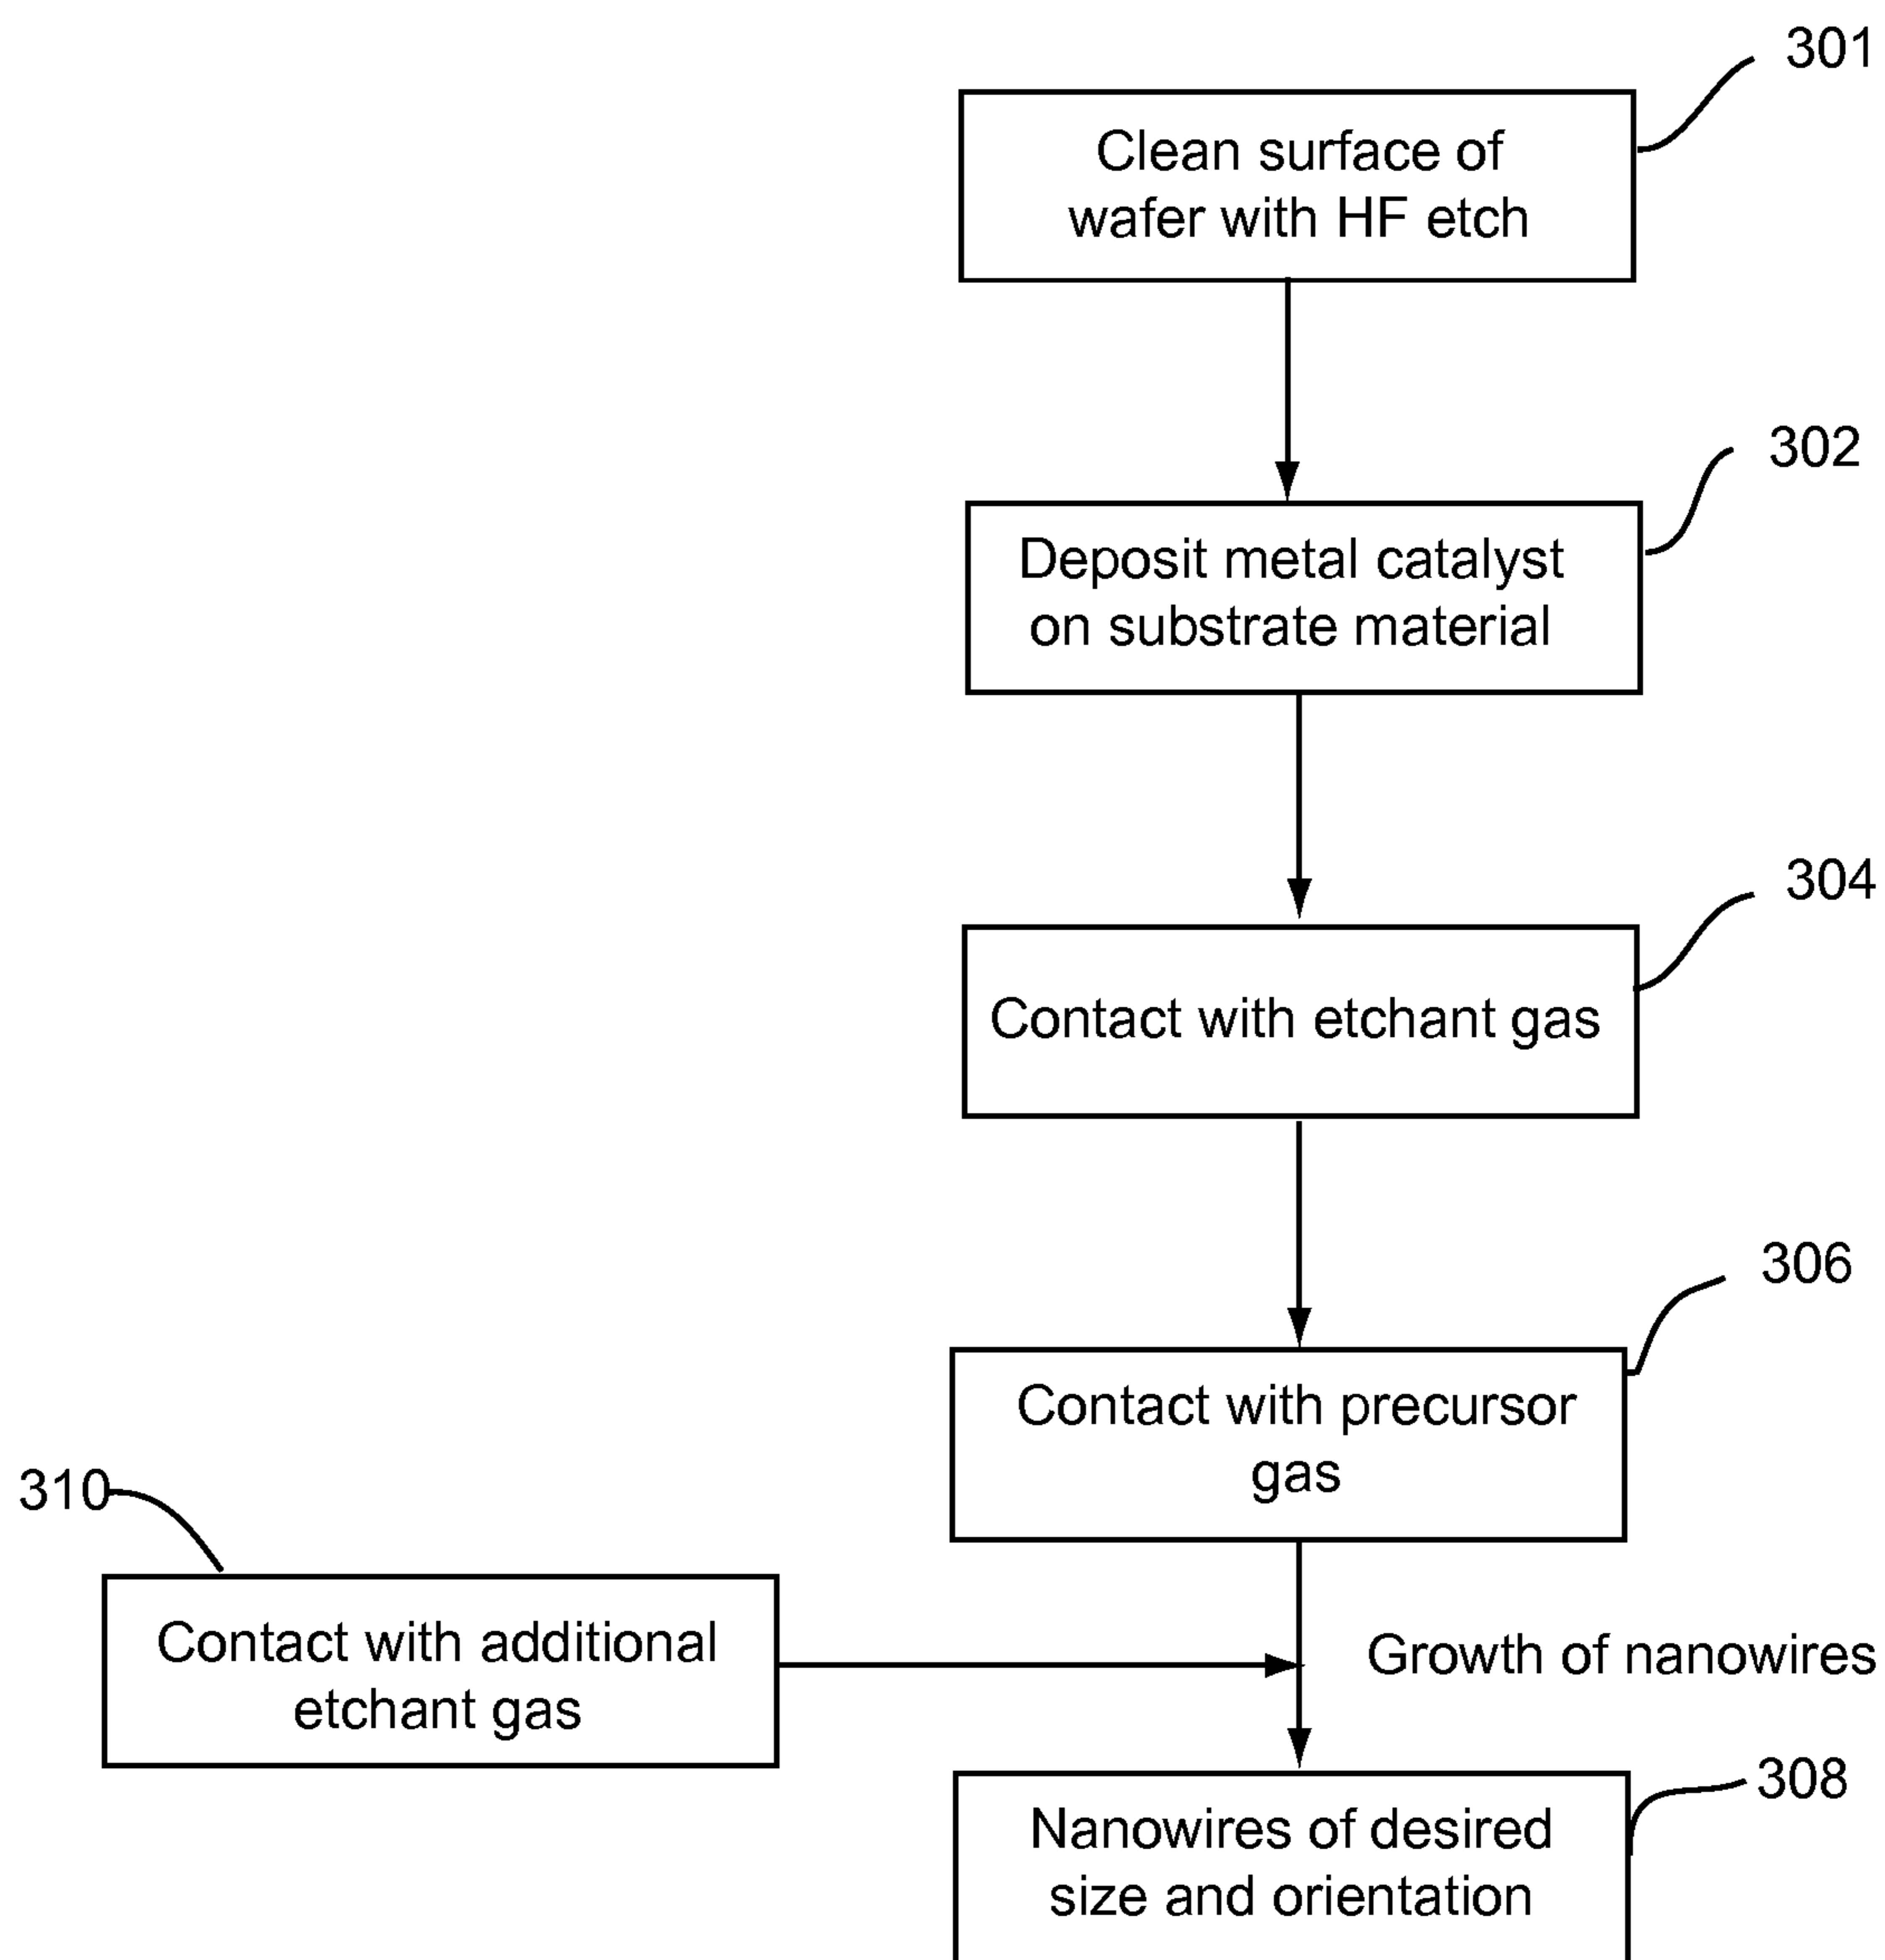 301
Clean surface of
wafer with HF etch
302
Deposit metal catalyst
on substrate material
304
Contact with etchant gas
306
Contact with precursor
gas
310
Contact with additional
etchant gas
Growth of nanowires
308
Nanowires of desired
size and orientation